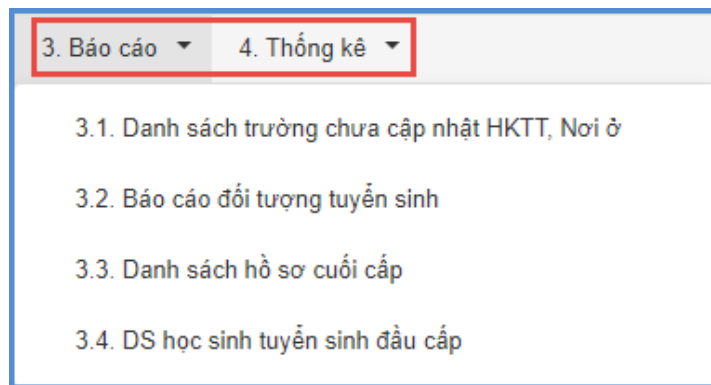 3. Báo cáo 4. Thống kê
3.1. Danh sách trường chưa cập nhật HKTT, Nơi ở
3.2. Báo cáo đối tượng tuyển sinh
3.3. Danh sách hồ sơ cuối cấp
3.4. DS học sinh tuyển sinh đầu cấp